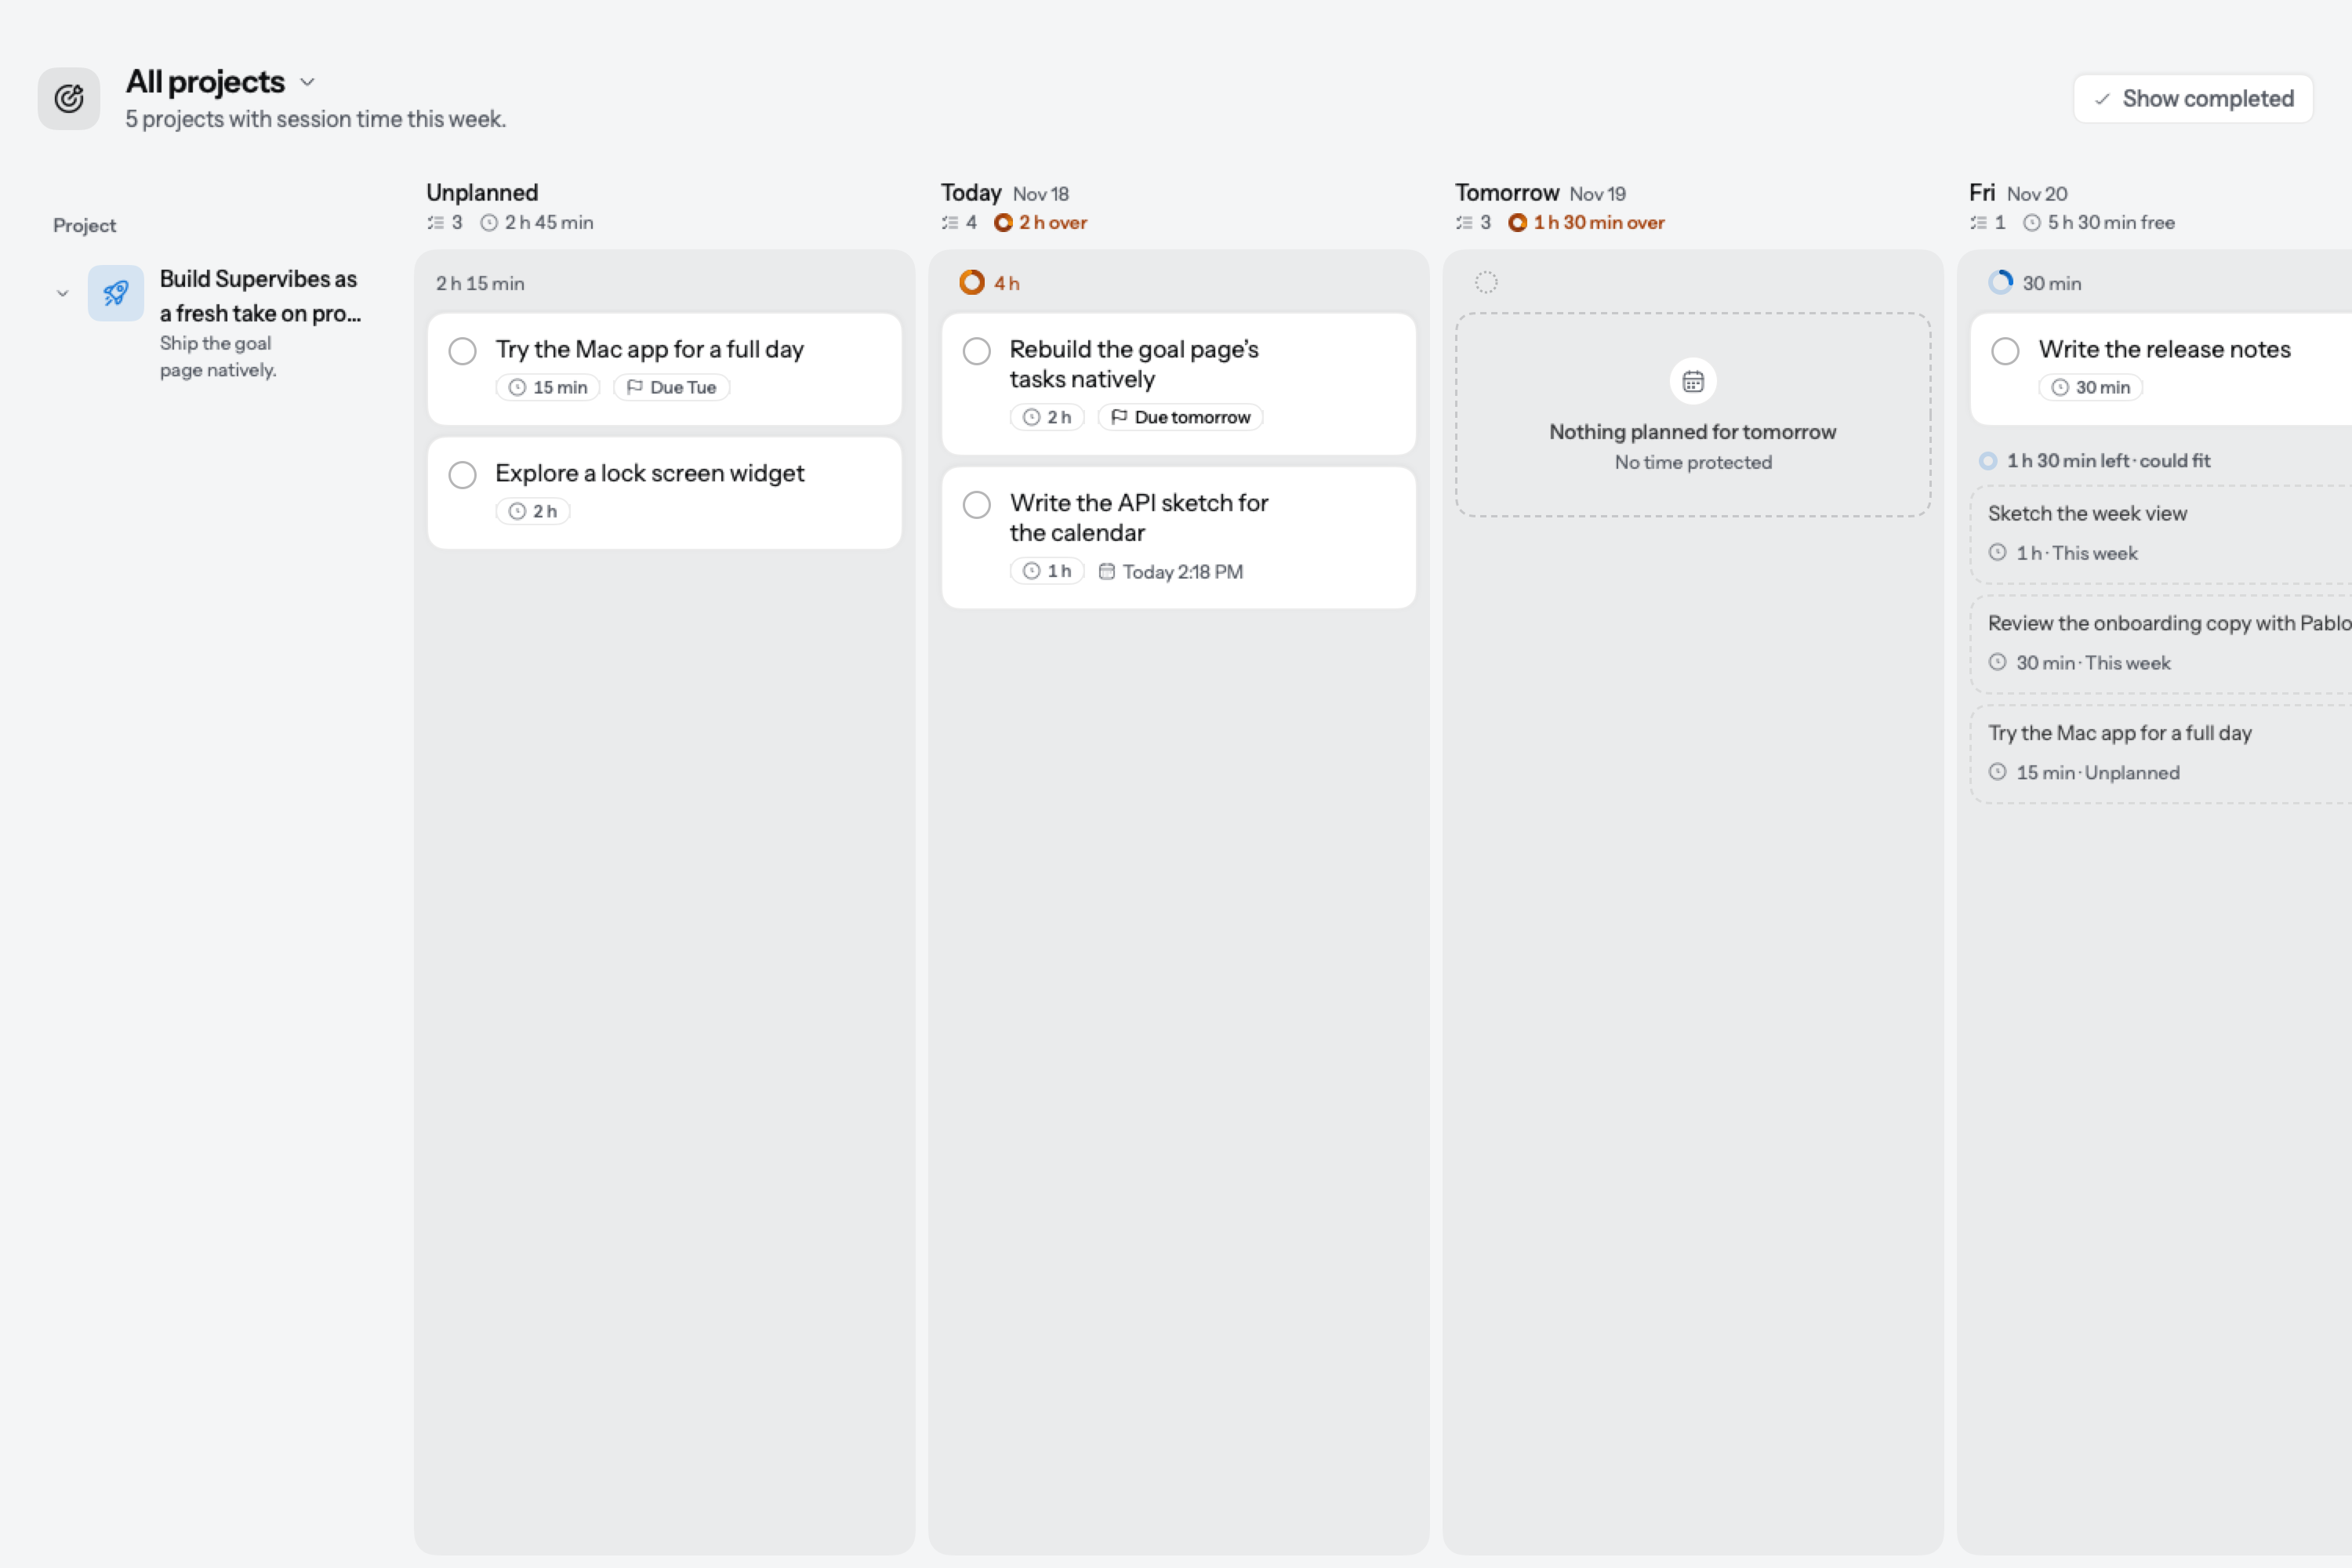 All projects
5 projects with session time this week.
Show completed
Project
Unplanned
3 2 h 45 min
Today Nov 18
4 2 h over
Tomorrow Nov 19
3 1 h 30 min over
Fri Nov 20
1 5 h 30 min free
Build Supervibes as
a fresh take on pro...
Ship the goal
page natively.
2 h 15 min
Try the Mac app for a full day
15 min Due Tue
Explore a lock screen widget
2 h
4 h
Rebuild the goal page’s
tasks natively
2 h Due tomorrow
Write the API sketch for
the calendar
1 h Today 2:18 PM
Nothing planned for tomorrow
No time protected
30 min
Write the release notes
30 min
1 h 30 min left · could fit
Sketch the week view
1 h · This week
Review the onboarding copy with Pablo
30 min · This week
Try the Mac app for a full day
15 min · Unplanned